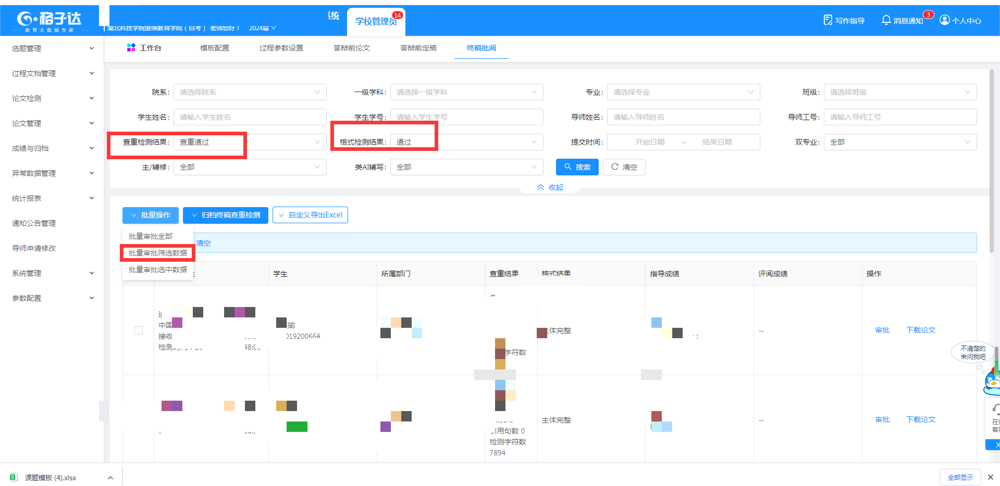 格子达
教育大数据专家
系统
学校管理员
14
写作指导
消息通知
3
个人中心
湖北科技学院继续教育学院（自考） 老师您好！ 2024届
选题管理
过程文档管理
论文检测
论文管理
成绩与归档
异常数据管理
统计报表
通知公告管理
导师申请修改
系统管理
参数配置
工作台 模板配置 过程参数设置 答辩前论文 答辩前定稿 终稿批阅
院系: 请选择院系 一级学科: 请选择一级学科 专业: 请选择专业 班级: 请选择班级
学生姓名: 请输入学生姓名 学生学号: 请输入学生学号 导师姓名: 请输入导师姓名 导师工号: 请输入导师工号
查重检测结果: 查重通过 格式检测结果: 通过 提交时间: 开始日期 ~ 结束日期 双专业: 全部
主/辅修: 全部 类AI辅写: 全部 搜索 清空
收起
批量操作 归档终稿查重检测 自定义导出Excel
批量审批全部
清空
批量审批筛选数据
批量审批选中数据
学生 所属部门 查重结果 格式结果 指导成绩 评阅成绩 操作
中国
接收
检测
48:0
瑜
019200664
字符数
主体完整
--
审批 下载论文
不清楚的
来问我吧
引用句数 0
检测字符数
7894
主体完整
--
审批 下载论文
在线
客服
X
课题模板 (4).xlsx
全部显示